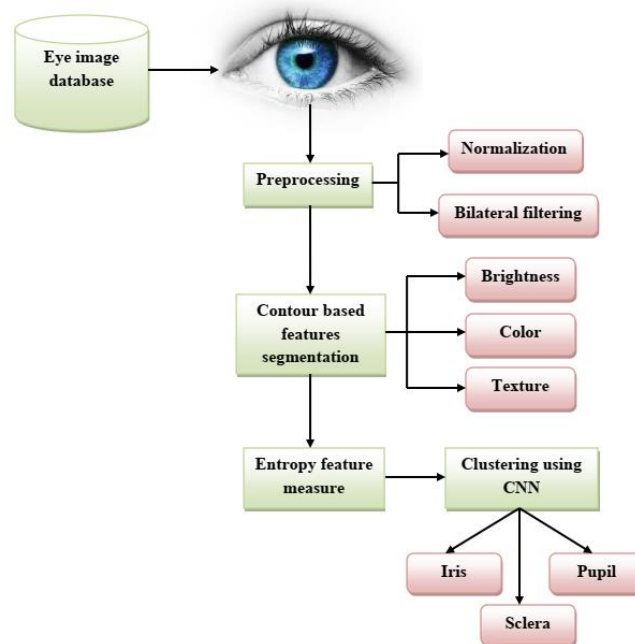 Eye image
database
Normalization
Preprocessing
Bilateral filtering
Brightness
Contour based
features
segmentation
Color
Texture
Entropy feature
measure
Clustering using
CNN
Iris
Pupil
Sclera